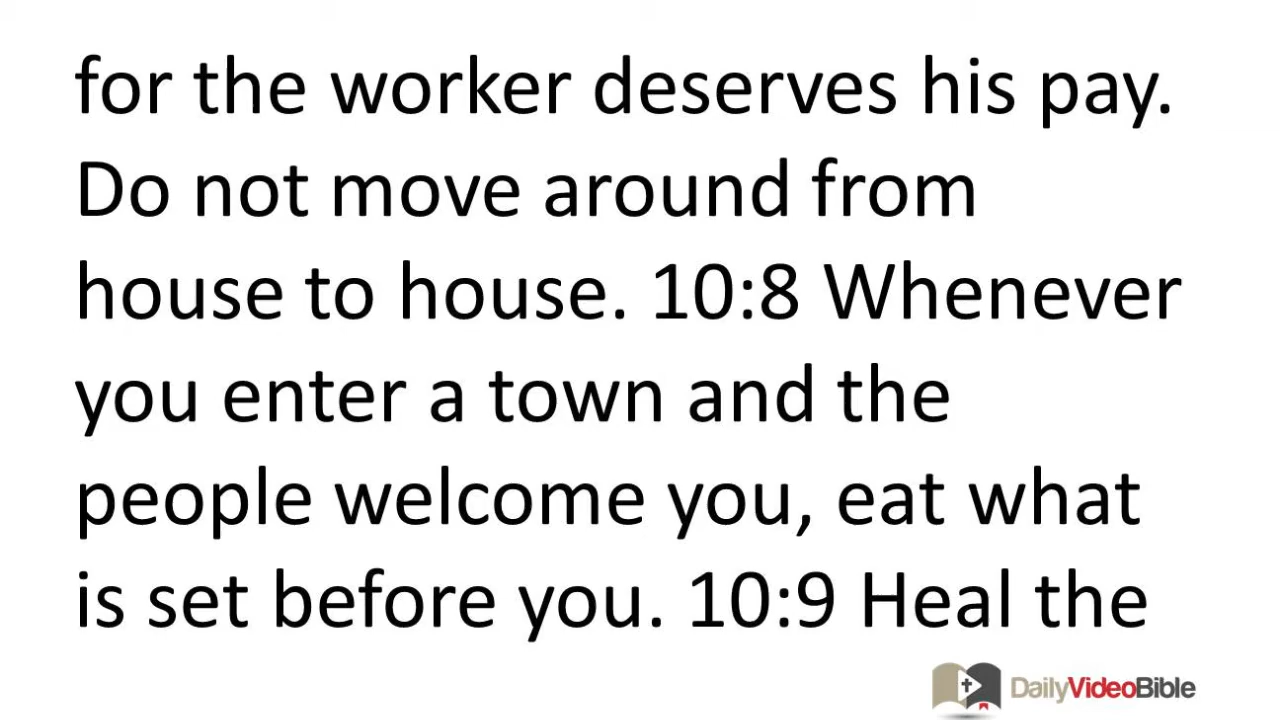 for the worker deserves his pay.
Do not move around from
house to house. 10:8 Whenever
you enter a town and the
people welcome you, eat what
is set before you. 10:9 Heal the
DailyVideoBible